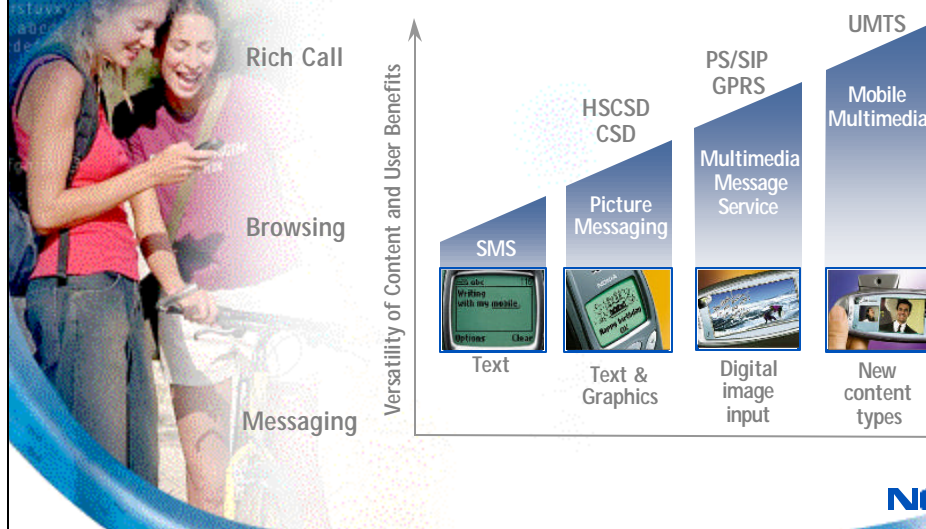 Rich Call
Browsing
Messaging
Versatility of Content and User Benefits
SMS
Writing
with my mobile.
Options Clear
Text
HSCSD
CSD
Picture
Messaging
NOKIA
Happy birthday
Text &
Graphics
PS/SIP
GPRS
Multimedia
Message
Service
Digital
image
input
UMTS
Mobile
Multimedia
New
content
types